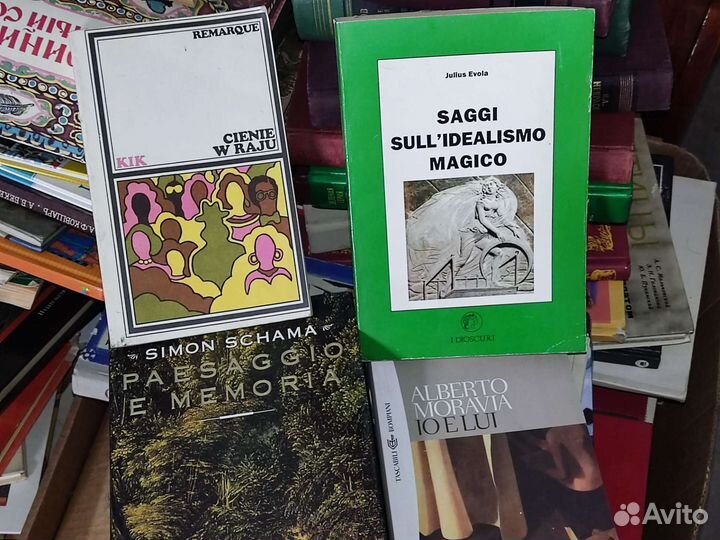 REMARQUE
CIENIE
W RAJU
KIK
Julius Evola
SAGGI
SULL'IDEALISMO
MAGICO
I DIOSCURI
SIMON SCHAMA
PAESAGGIO
E MEMORIA
ALBERTO
MORAVIA
IO E LUI
TASCABILI BOMPIANI
Avito